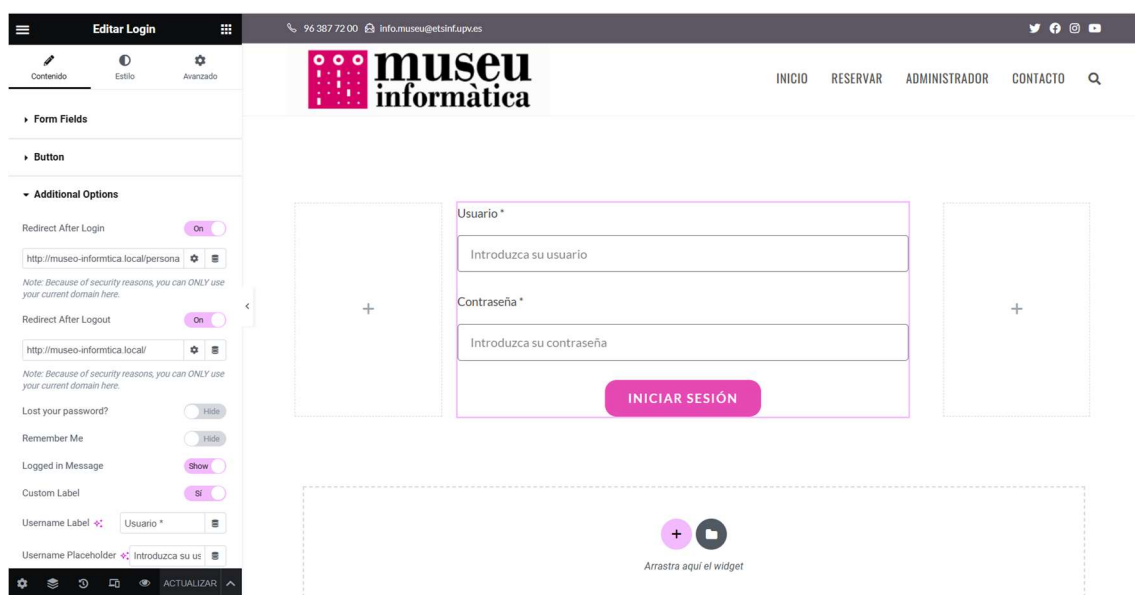 Editar Login
Contenido
Estilo
Avanzado
Form Fields
Button
Additional Options
Redirect After Login
On
http://museo-informtica.local/persona
Note: Because of security reasons, you can ONLY use
your current domain here.
Redirect After Logout
On
http://museo-informtica.local/
Note: Because of security reasons, you can ONLY use
your current domain here.
Lost your password?
Hide
Remember Me
Hide
Logged in Message
Show
Custom Label
Sí
Username Label
Usuario *
Username Placeholder
Introduzca su us
ACTUALIZAR
96 387 72 00
info.museu@etsinf.upv.es
museu
informàtica
INICIO
RESERVAR
ADMINISTRADOR
CONTACTO
Usuario *
Introduzca su usuario
Contraseña *
Introduzca su contraseña
INICIAR SESIÓN
Arrastra aquí el widget